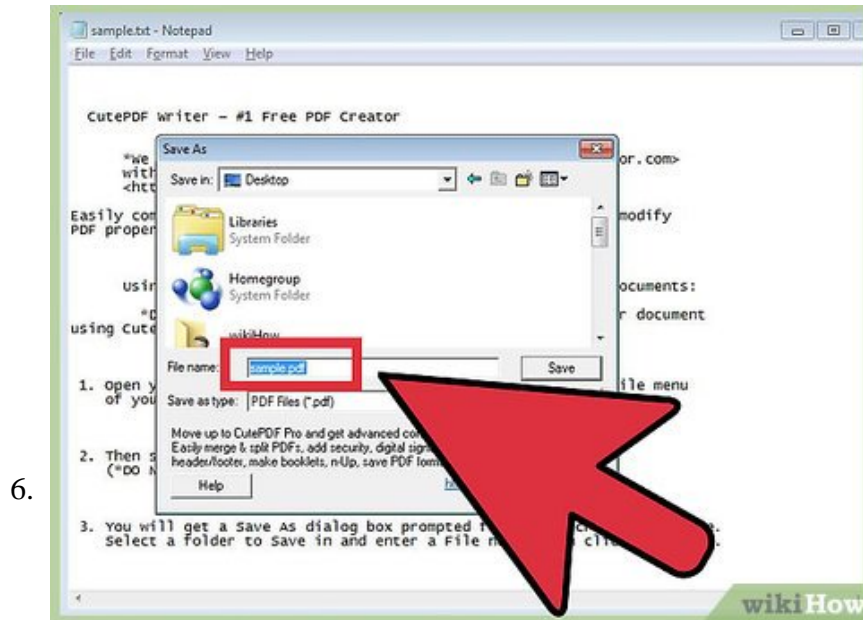 sample.txt - Notepad
File Edit Format View Help
CutePDF Writer - #1 Free PDF Creator
Save As
"We or.com>
with Save in: Desktop
<htt
Easily com Libraries modify
PDF proper System Folder
Usin Homegroup ocuments:
System Folder
"D r document
using Cute wikiHow
File name: sample.pdf Save
1. Open y ile menu
of you Save as type: PDF Files (*.pdf)
Move up to CutePDF Pro and get advanced con
2. Then s Easily merge & split PDFs, add security, digital sign
("DO N header/footer, make booklets, n-Up, save PDF form
Help
6.
3. You will get a Save As dialog box prompted f
Select a folder to Save in and enter a File n cli
wikiHow